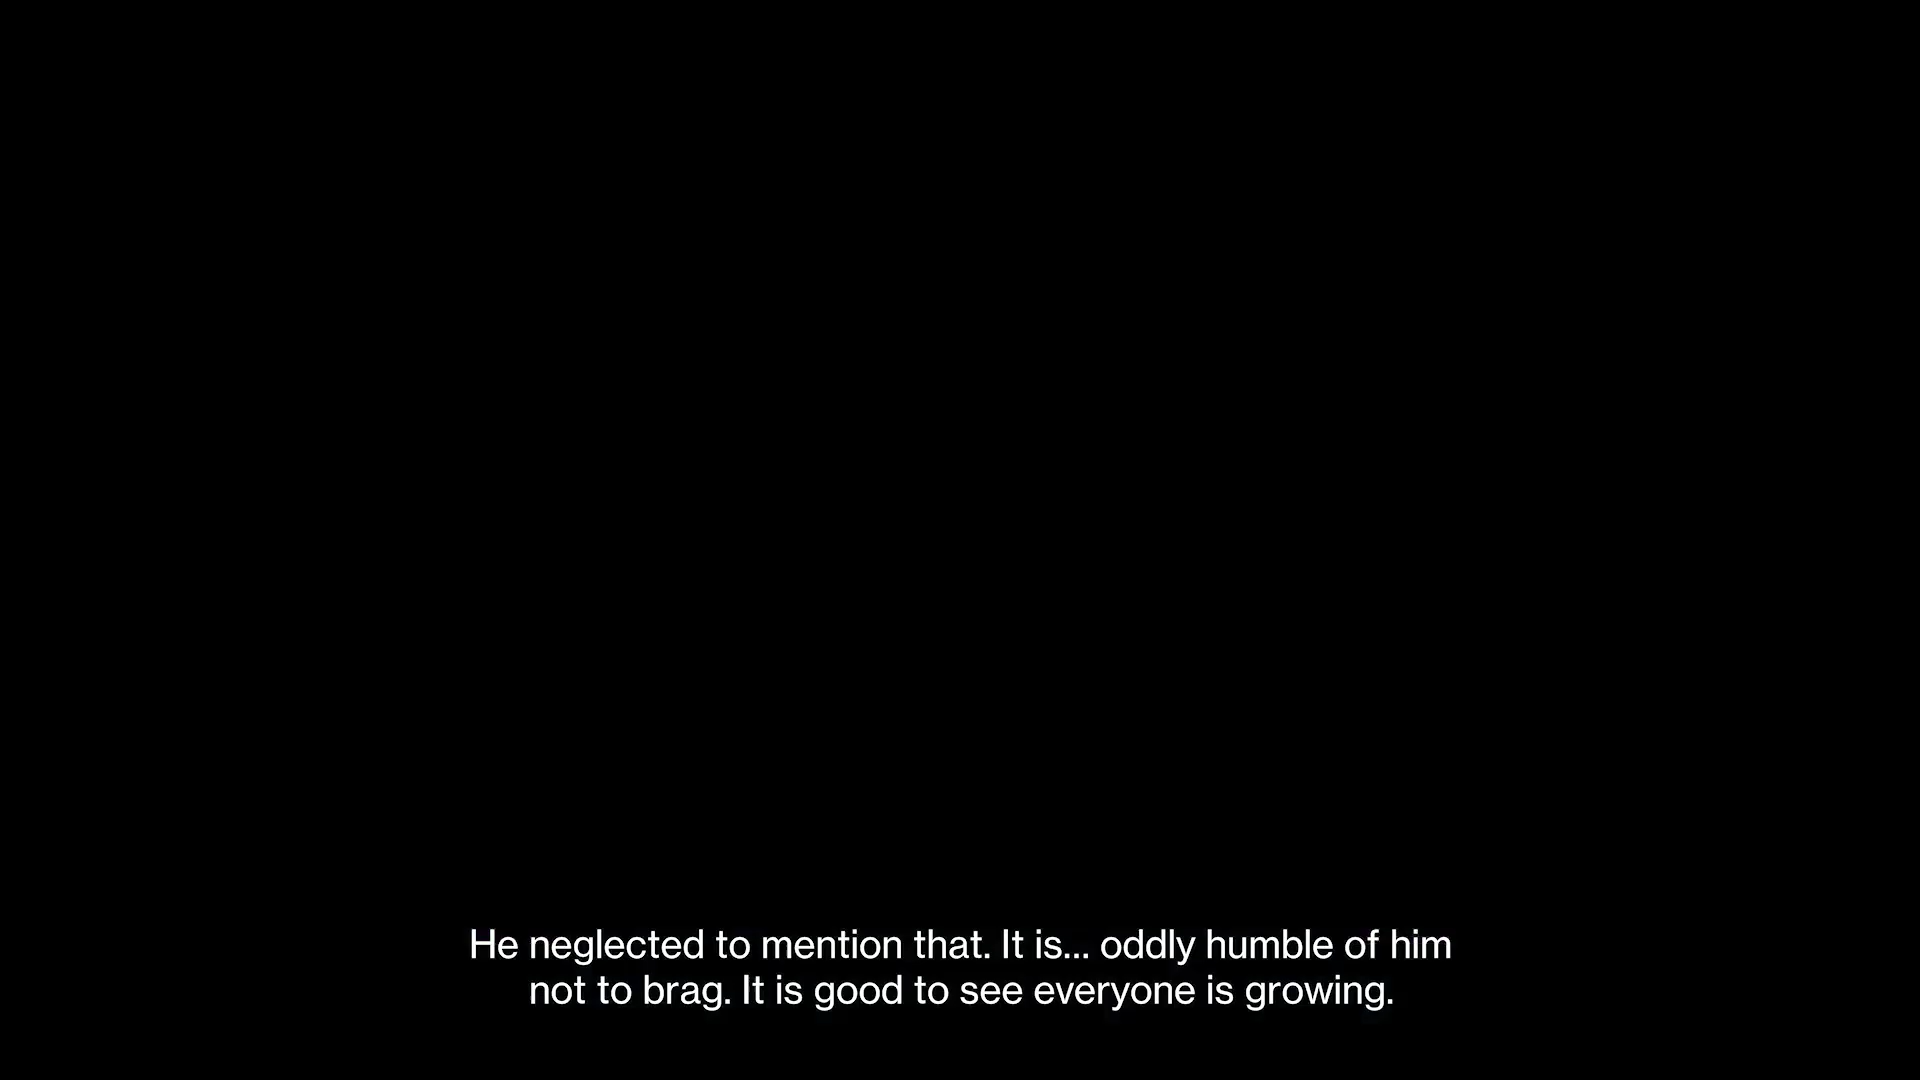 He neglected to mention that. It is... oddly humble of him
not to brag. It is good to see everyone is growing.